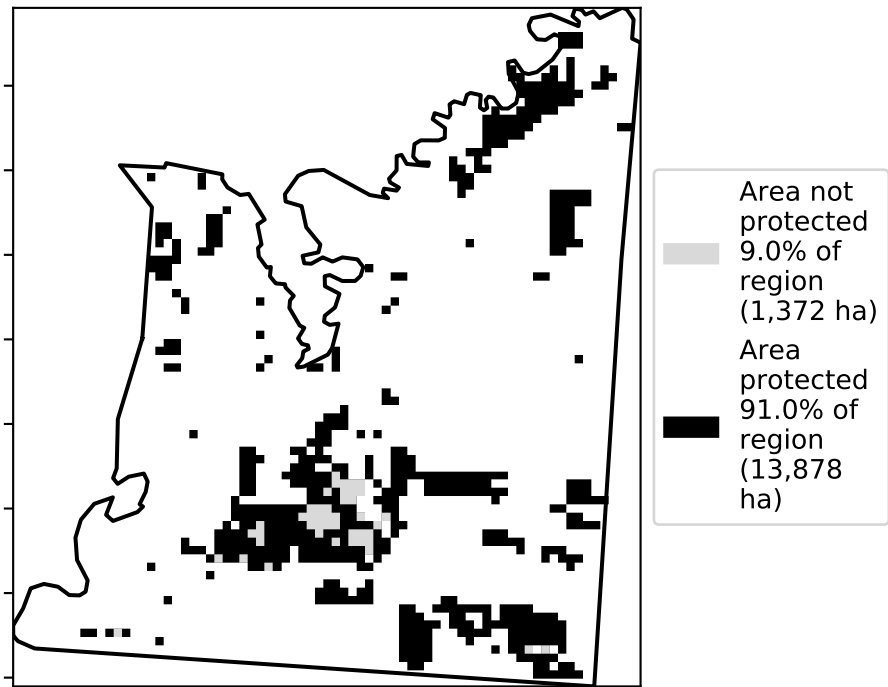 Area not
protected
9.0% of
region
(1,372 ha)
Area
protected
91.0% of
region
(13,878
ha)